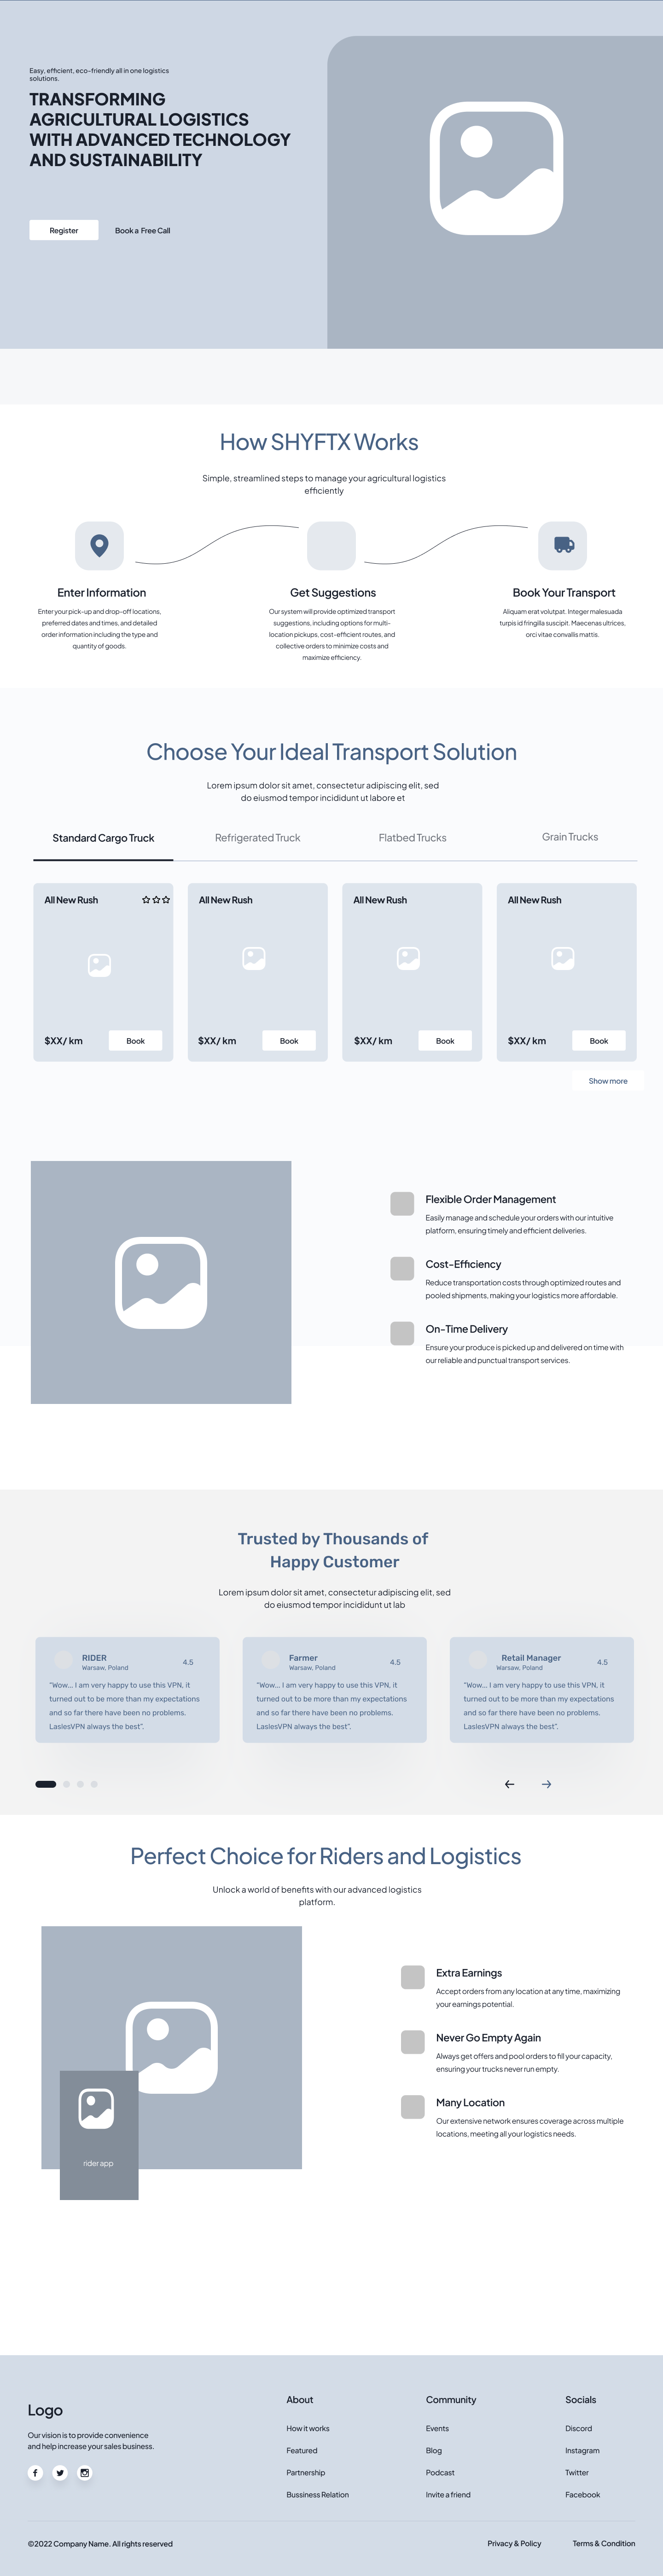 Easy, efficient, eco-friendly all in one logistics
solutions.
TRANSFORMING
AGRICULTURAL LOGISTICS
WITH ADVANCED TECHNOLOGY
AND SUSTAINABILITY
Register
Book a Free Call
How SHYFTX Works
Simple, streamlined steps to manage your agricultural logistics
efficiently
Enter Information
Enter your pick-up and drop-off locations,
preferred dates and times, and detailed
order information including the type and
quantity of goods.
Get Suggestions
Our system will provide optimized transport
suggestions, including options for multi-
location pickups, cost-efficient routes, and
collective orders to minimize costs and
maximize efficiency.
Book Your Transport
Aliquam erat volutpat. Integer malesuada
turpis id fringilla suscipit. Maecenas ultrices,
orci vitae convallis mattis.
Choose Your Ideal Transport Solution
Lorem ipsum dolor sit amet, consectetur adipiscing elit, sed
do eiusmod tempor incididunt ut labore et
Standard Cargo Truck
Refrigerated Truck
Flatbed Trucks
Grain Trucks
All New Rush
$XX/ km
Book
All New Rush
$XX/ km
Book
All New Rush
$XX/ km
Book
All New Rush
$XX/ km
Book
Show more
Flexible Order Management
Easily manage and schedule your orders with our intuitive
platform, ensuring timely and efficient deliveries.
Cost-Efficiency
Reduce transportation costs through optimized routes and
pooled shipments, making your logistics more affordable.
On-Time Delivery
Ensure your produce is picked up and delivered on time with
our reliable and punctual transport services.
Trusted by Thousands of
Happy Customer
Lorem ipsum dolor sit amet, consectetur adipiscing elit, sed
do eiusmod tempor incididunt ut lab
RIDER
Warsaw, Poland
4.5
“Wow... I am very happy to use this VPN, it
turned out to be more than my expectations
and so far there have been no problems.
LaslesVPN always the best”.
Farmer
Warsaw, Poland
4.5
“Wow... I am very happy to use this VPN, it
turned out to be more than my expectations
and so far there have been no problems.
LaslesVPN always the best”.
Retail Manager
Warsaw, Poland
4.5
“Wow... I am very happy to use this VPN, it
turned out to be more than my expectations
and so far there have been no problems.
LaslesVPN always the best”.
Perfect Choice for Riders and Logistics
Unlock a world of benefits with our advanced logistics
platform.
rider app
Extra Earnings
Accept orders from any location at any time, maximizing
your earnings potential.
Never Go Empty Again
Always get offers and pool orders to fill your capacity,
ensuring your trucks never run empty.
Many Location
Our extensive network ensures coverage across multiple
locations, meeting all your logistics needs.
Logo
Our vision is to provide convenience
and help increase your sales business.
About
How it works
Featured
Partnership
Bussiness Relation
Community
Events
Blog
Podcast
Invite a friend
Socials
Discord
Instagram
Twitter
Facebook
©2022 Company Name. All rights reserved
Privacy & Policy
Terms & Condition